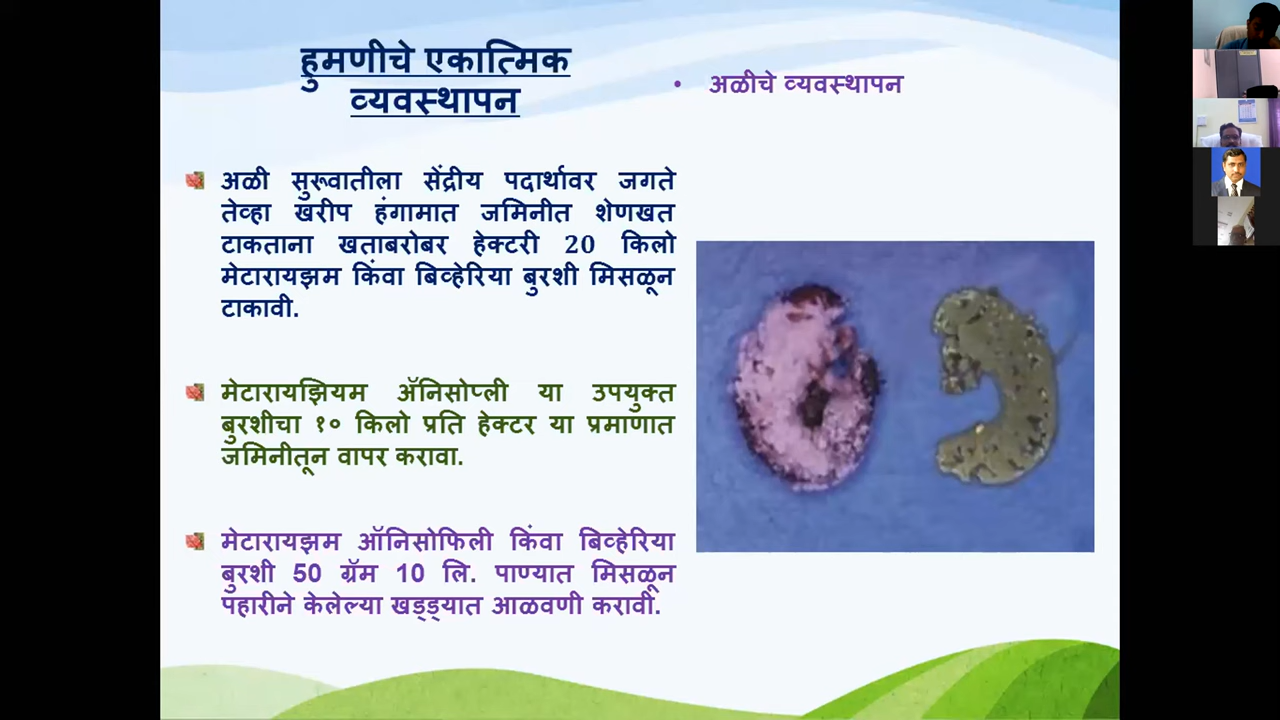 हुमणीचे एकात्मिक
व्यवस्थापन
• अळीचे व्यवस्थापन
अळी सुरूवातीला सेंद्रीय पदार्थावर जगते
तेव्हा खरीप हंगामात जमिनीत शेणखत
टाकताना खताबरोबर हेक्टरी 20 किलो
मेटारायझम किंवा बिव्हेरिया बुरशी मिसळून
टाकावी.
मेटारायझियम ॲनिसोप्ली या उपयुक्त
बुरशीचा १० किलो प्रति हेक्टर या प्रमाणात
जमिनीतून वापर करावा.
मेटारायझम ऑनिसोफिली किंवा बिव्हेरिया
बुरशी 50 ग्रॅम 10 लि. पाण्यात मिसळून
पहारीने केलेल्या खड्ड्यात आळवणी करावी.